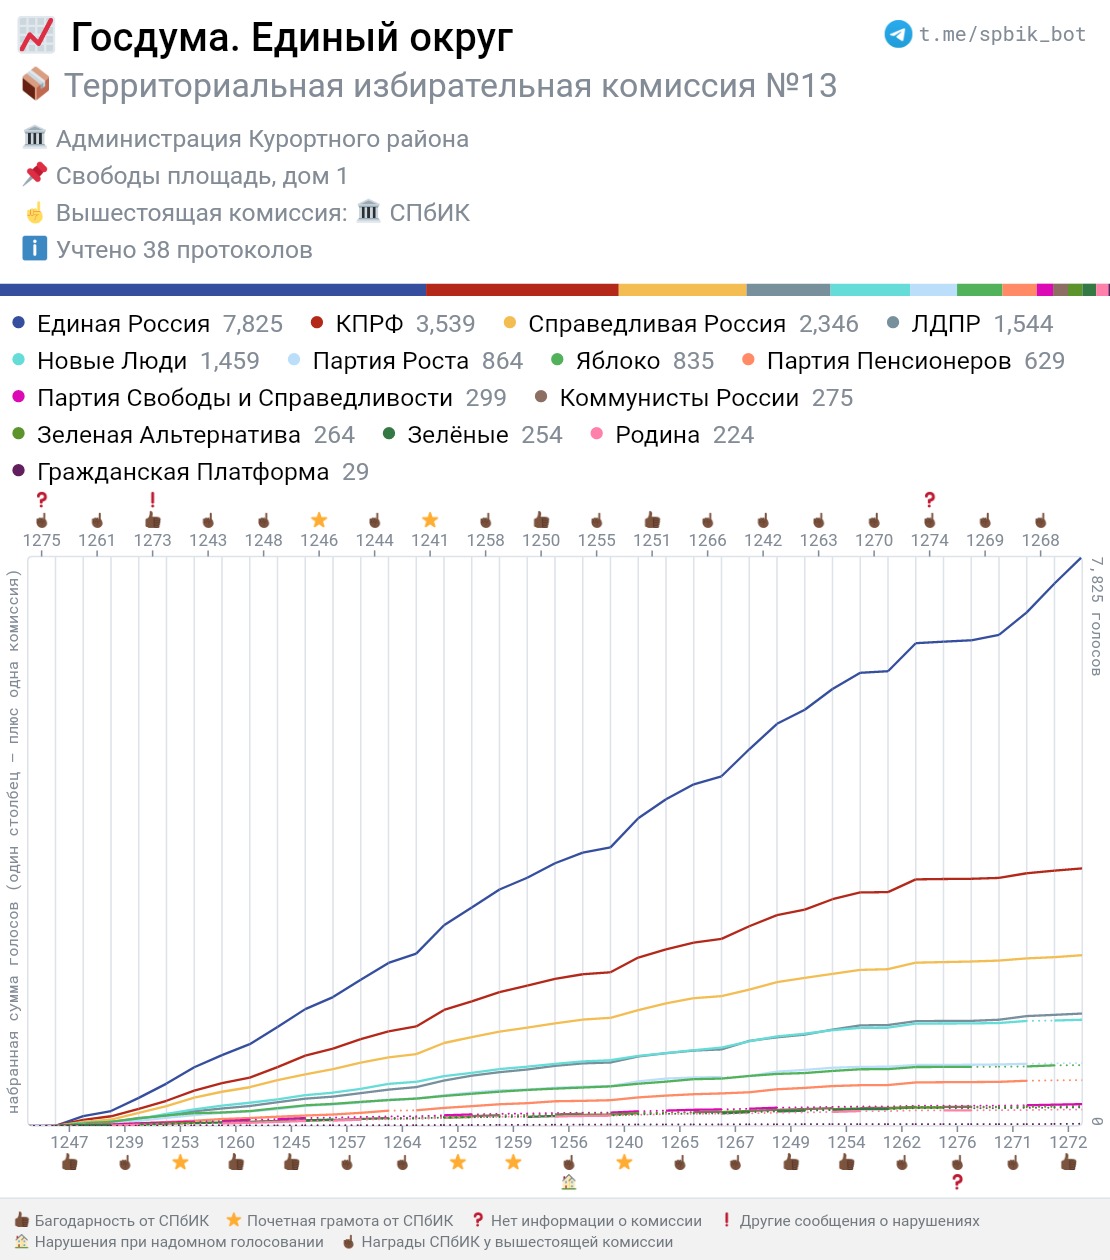 Госдума. Единый округ
t.me/spbik_bot
Территориальная избирательная комиссия №13
Администрация Курортного района
Свободы площадь, дом 1
Вышестоящая комиссия: СПбИК
Учтено 38 протоколов
Единая Россия 7,825 КПРФ 3,539 Справедливая Россия 2,346 ЛДПР 1,544
Новые Люди 1,459 Партия Роста 864 Яблоко 835 Партия Пенсионеров 629
Партия Свободы и Справедливости 299 Коммунисты России 275
Зеленая Альтернатива 264 Зелёные 254 Родина 224
Гражданская Платформа 29
1275 1261 1273 1243 1248 1246 1244 1241 1258 1250 1255 1251 1266 1242 1263 1270 1274 1269 1268
набранная сумма голосов (один столбец — плюс одна комиссия)
7,825 голосов
0
1247 1239 1253 1260 1245 1257 1264 1252 1259 1256 1240 1265 1267 1249 1254 1262 1276 1271 1272
Багодарность от СПбИК Почетная грамота от СПбИК Нет информации о комиссии Другие сообщения о нарушениях
Нарушения при надомном голосовании Награды СПбИК у вышестоящей комиссии